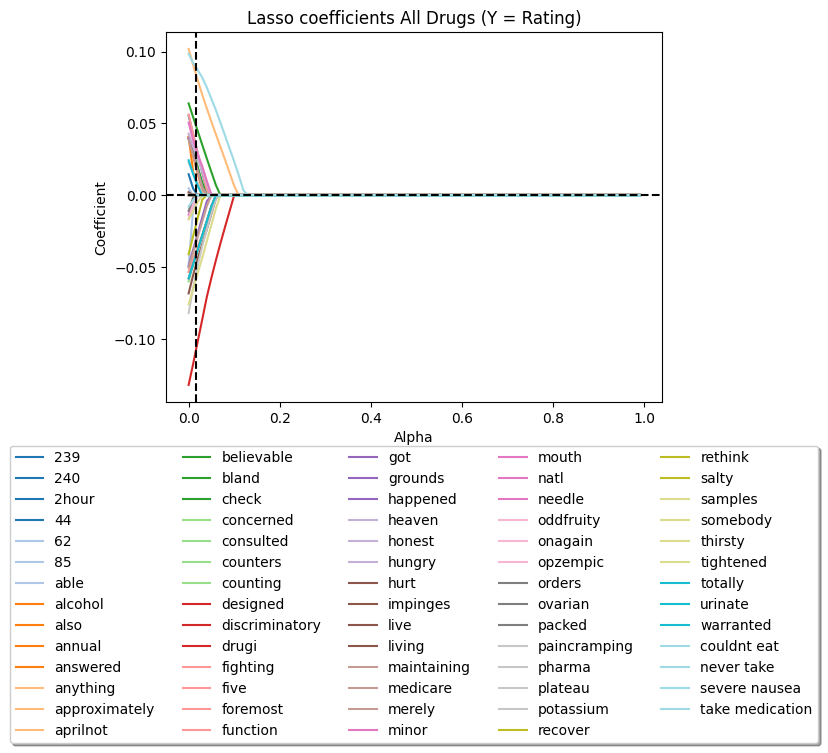 Lasso coefficients All Drugs (Y = Rating)
0.10
0.05
0.00
−0.05
−0.10
Coefficient
0.0 0.2 0.4 0.6 0.8 1.0
Alpha
239
240
2hour
44
62
85
able
alcohol
also
annual
answered
anything
approximately
aprilnot
believable
bland
check
concerned
consulted
counters
counting
designed
discriminatory
drugi
fighting
five
foremost
function
got
grounds
happened
heaven
honest
hungry
hurt
impinges
live
living
maintaining
medicare
merely
minor
mouth
natl
needle
oddfruity
onagain
opzempic
orders
ovarian
packed
paincramping
pharma
plateau
potassium
recover
rethink
salty
samples
somebody
thirsty
tightened
totally
urinate
warranted
couldnt eat
never take
severe nausea
take medication